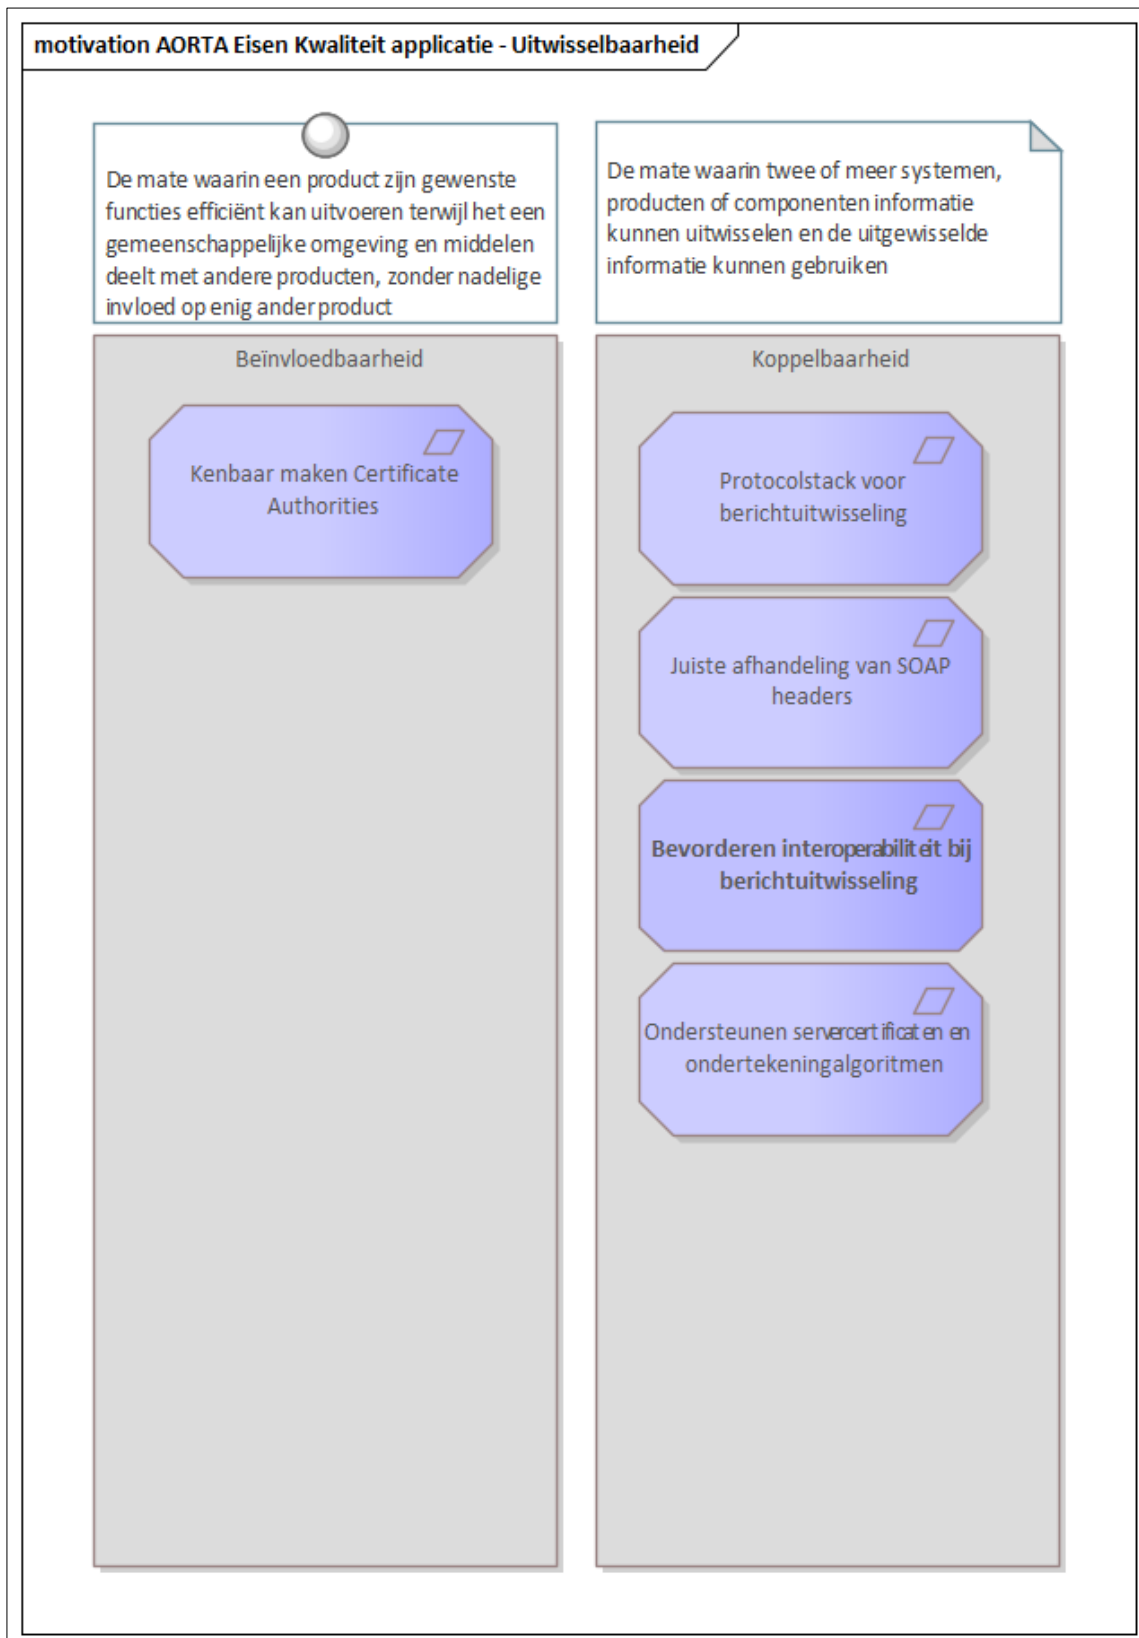 motivation AORTA Eisen Kwaliteit applicatie - Uitwisselbaarheid
De mate waarin een product zijn gewenste
functies efficiënt kan uitvoeren terwijl het een
gemeenschappelijke omgeving en middelen
deelt met andere producten, zonder nadelige
invloed op enig ander product
De mate waarin twee of meer systemen,
producten of componenten informatie
kunnen uitwisselen en de uitgewisselde
informatie kunnen gebruiken
Beïnvloedbaarheid
Kenbaar maken Certificate
Authorities
Koppelbaarheid
Protocolstack voor
berichtuitwisseling
Juiste afhandeling van SOAP
headers
Bevorderen interoperabiliteit bij
berichtuitwisseling
Ondersteunen servercertificaten en
ondertekeningalgoritmen